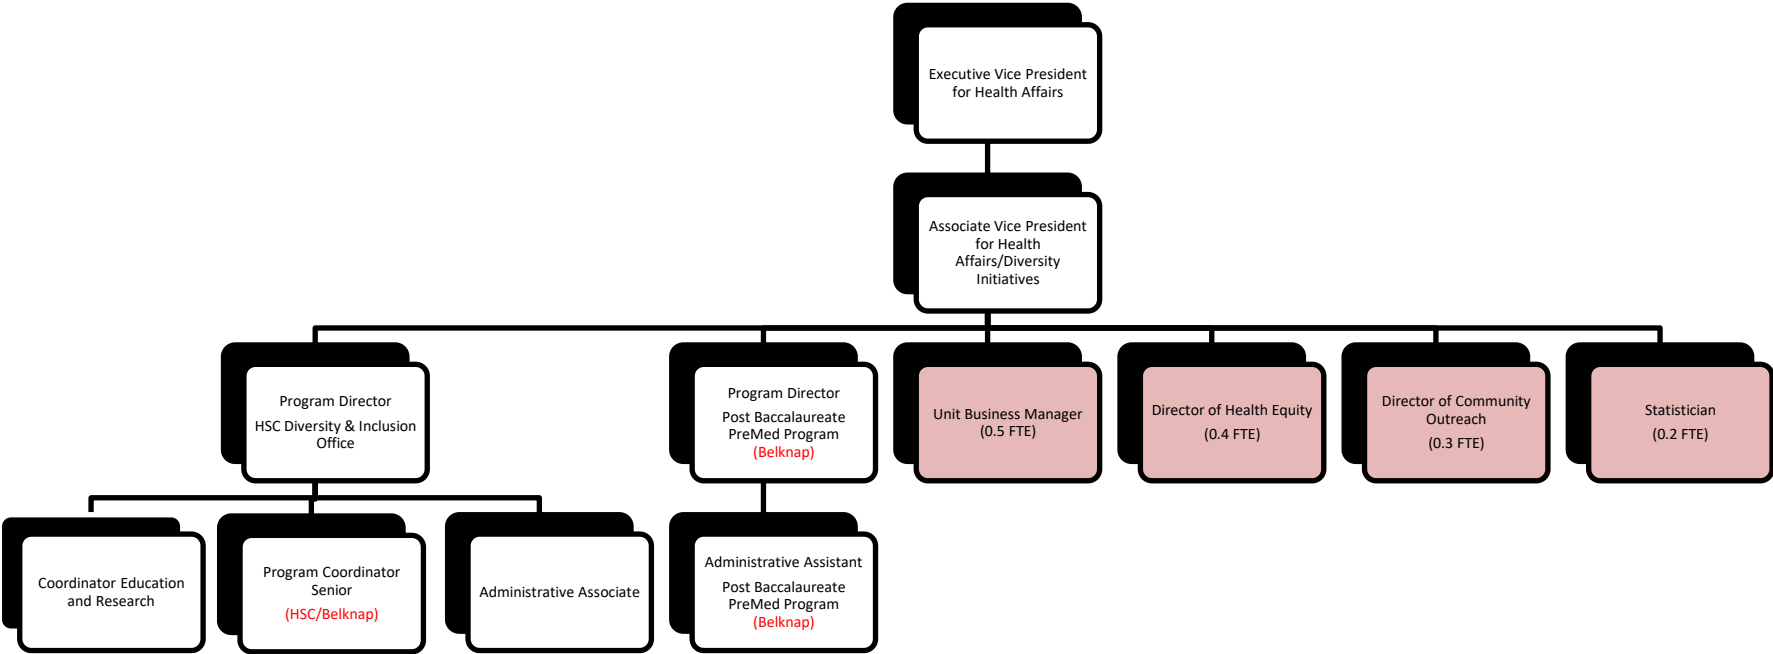 Executive Vice President
for Health Affairs
Associate Vice President
for Health
Affairs/Diversity
Initiatives
Program Director
HSC Diversity & Inclusion
Office
Program Director
Post Baccalaureate
PreMed Program
(Belknap)
Unit Business Manager
(0.5 FTE)
Director of Health Equity
(0.4 FTE)
Director of Community
Outreach
(0.3 FTE)
Statistician
(0.2 FTE)
Coordinator Education
and Research
Program Coordinator
Senior
(HSC/Belknap)
Administrative Associate
Administrative Assistant
Post Baccalaureate
PreMed Program
(Belknap)